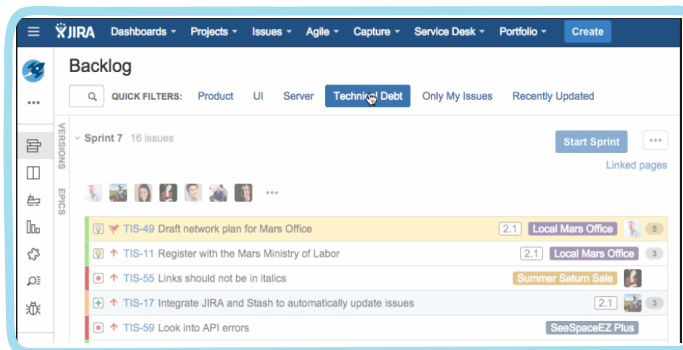 JIRA Dashboards Projects Issues Agile Capture Service Desk Portfolio Create
Backlog
QUICK FILTERS: Product UI Server Technical Debt Only My Issues Recently Updated
VERSIONS
EPICS
Sprint 7 16 issues Start Sprint
Linked pages
TIS-49 Draft network plan for Mars Office 2.1 Local Mars Office 5
TIS-11 Register with the Mars Ministry of Labor 2.1 Local Mars Office 3
TIS-55 Links should not be in italics Summer Saturn Sale
TIS-17 Integrate JIRA and Stash to automatically update issues 2.1 3
TIS-59 Look into API errors SeeSpaceEZ Plus